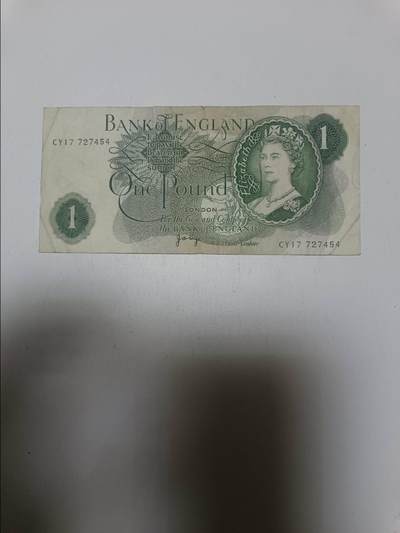 BANK of ENGLAND
1
CY17 727454
Elizabeth
One Pound
LONDON
For the Govr. and Compa. of
the BANK of ENGLAND
1
CY17 727454